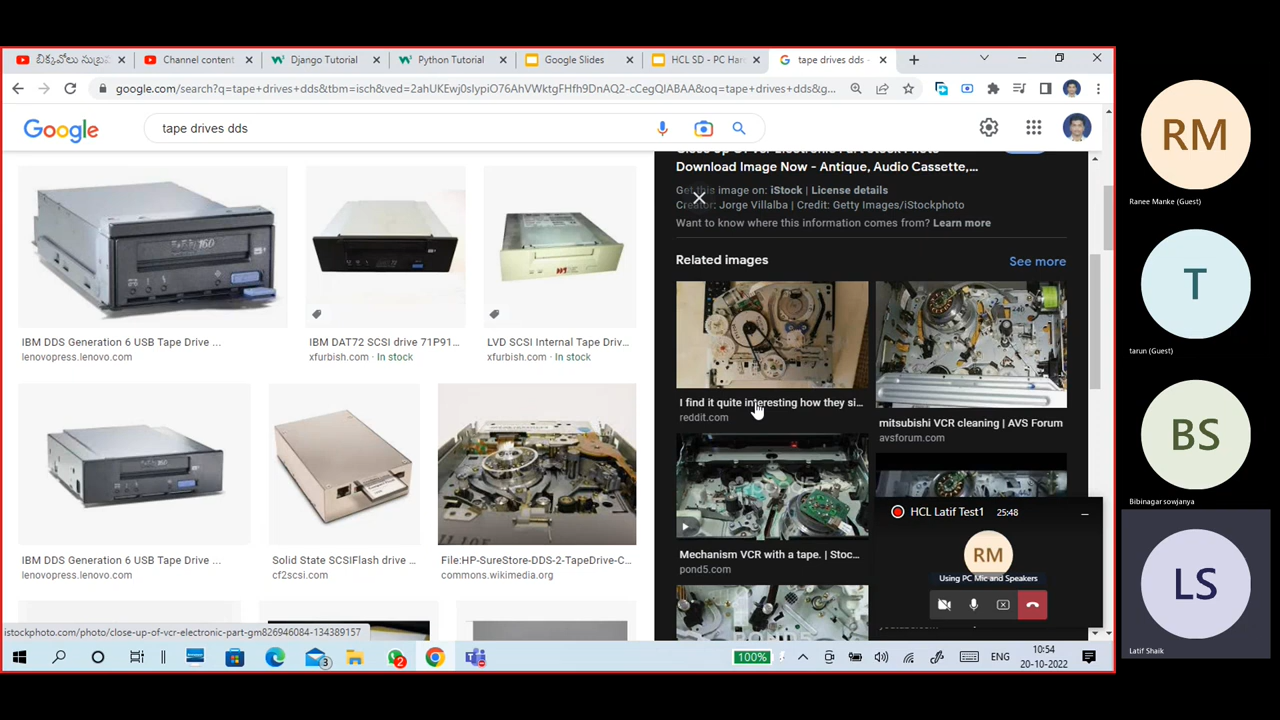 బిక్కవోలు సుబ్రమ
Channel content
Django Tutorial
Python Tutorial
Google Slides
HCL SD - PC Har
tape drives dds -
google.com/search?q=tape+drives+dds&tbm=isch&ved=2ahUKEwj0slypiO76AhVWktgFHfh9DnAQ2-cCegQIABAA&oq=tape+drives+dds&g...
Google
tape drives dds
Download Image Now - Antique, Audio Cassette,...
Get this image on: iStock | License details
Creator: Jorge Villalba | Credit: Getty Images/iStockphoto
Want to know where this information comes from? Learn more
Related images
See more
IBM DDS Generation 6 USB Tape Drive ...
lenovopress.lenovo.com
IBM DAT72 SCSI drive 71P91...
xfurbish.com · In stock
LVD SCSI Internal Tape Driv...
xfurbish.com · In stock
I find it quite interesting how they si...
reddit.com
mitsubishi VCR cleaning | AVS Forum
avsforum.com
IBM DDS Generation 6 USB Tape Drive ...
lenovopress.lenovo.com
Solid State SCSIFlash drive ...
cf2scsi.com
File:HP-SureStore-DDS-2-TapeDrive-C...
commons.wikimedia.org
Mechanism VCR with a tape. | Stoc...
pond5.com
HCL Latif Test1 25:48
RM
Using PC Mic and Speakers
istockphoto.com/photo/close-up-of-vcr-electronic-part-gm826946084-134389157
3
2
100%
ENG
10:54
20-10-2022
RM
Ranee Manke (Guest)
T
tarun (Guest)
BS
Bibinagar sowjanya
LS
Latif Shaik